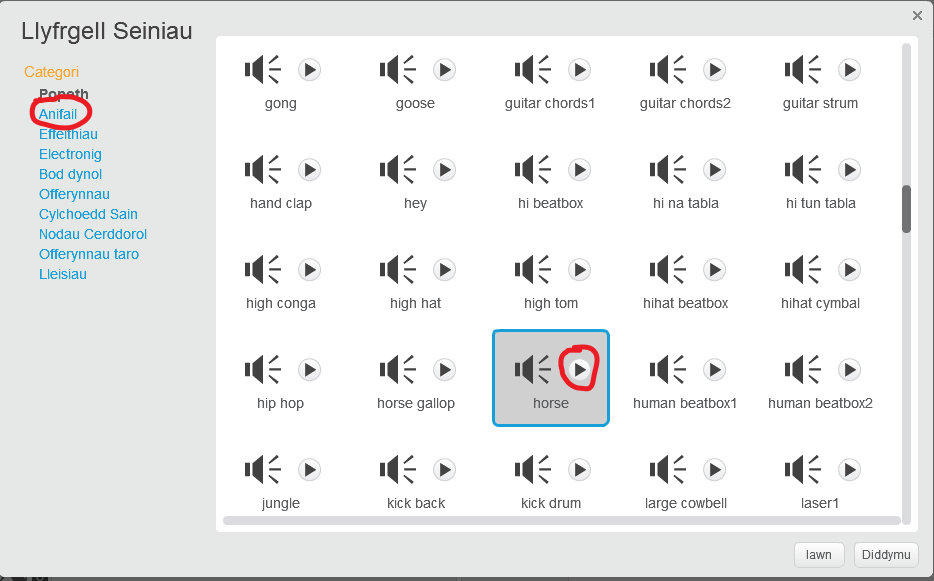 Llyfrgell Seiniau
Categori
Popeth
Anifail
Effeithiau
Electronig
Bod dynol
Offerynnau
Cylchoedd Sain
Nodau Cerddorol
Offerynnau taro
Lleisiau
gong goose guitar chords1 guitar chords2 guitar strum
hand clap hey hi beatbox hi na tabla hi tun tabla
high conga high hat high tom hihat beatbox hihat cymbal
hip hop horse gallop horse human beatbox1 human beatbox2
jungle kick back kick drum large cowbell laser1
Iawn Diddymu